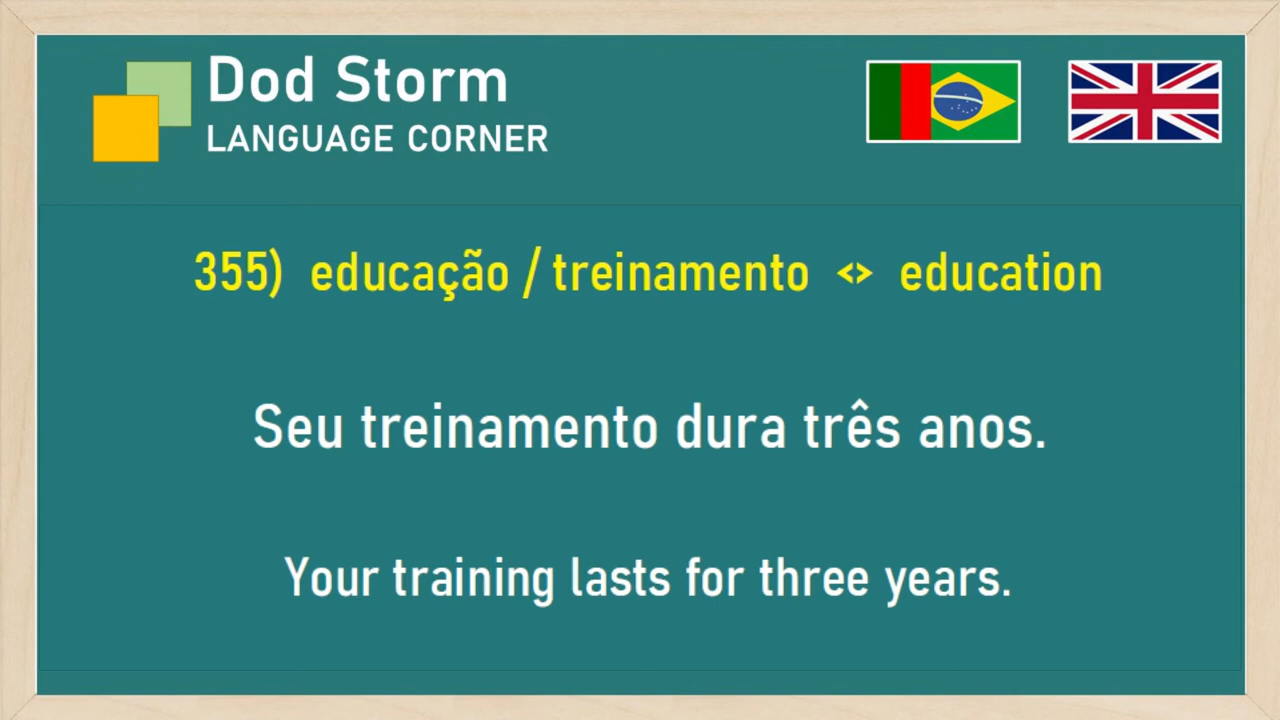 Dod Storm
LANGUAGE CORNER
355) educação / treinamento <> education
Seu treinamento dura três anos.
Your training lasts for three years.